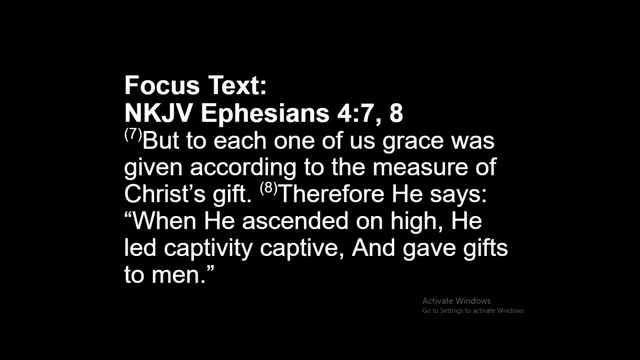 Focus Text:
NKJV Ephesians 4:7, 8
(7)But to each one of us grace was
given according to the measure of
Christ's gift. (8)Therefore He says:
“When He ascended on high, He
led captivity captive, And gave gifts
to men.”
Activate Windows
Go to Settings to activate Windows.